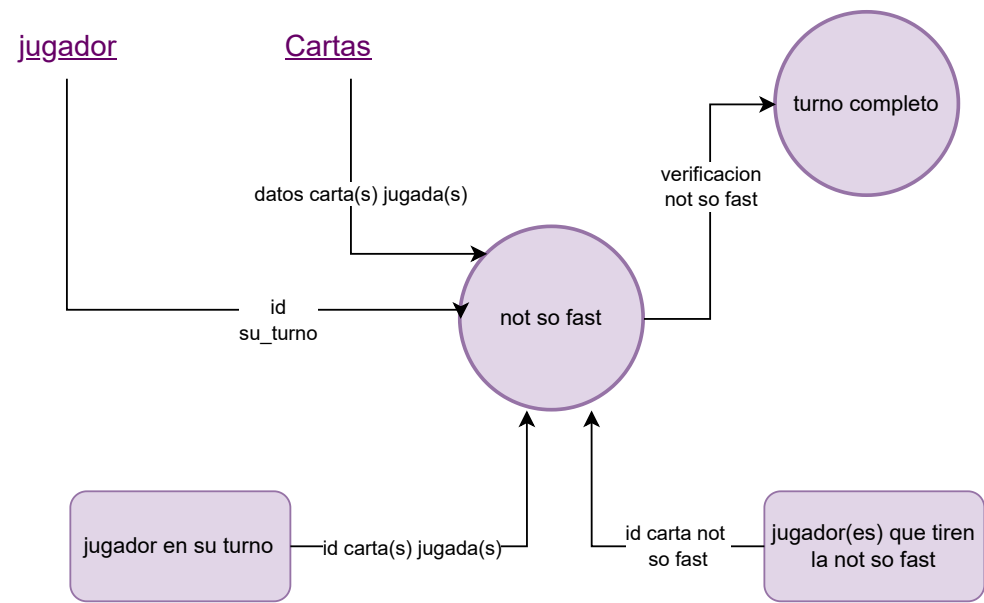 jugador
Cartas
turno completo
verificacion
not so fast
datos carta(s) jugada(s)
id
su_turno
not so fast
jugador en su turno
id carta(s) jugada(s)
id carta not
so fast
jugador(es) que tiren
la not so fast